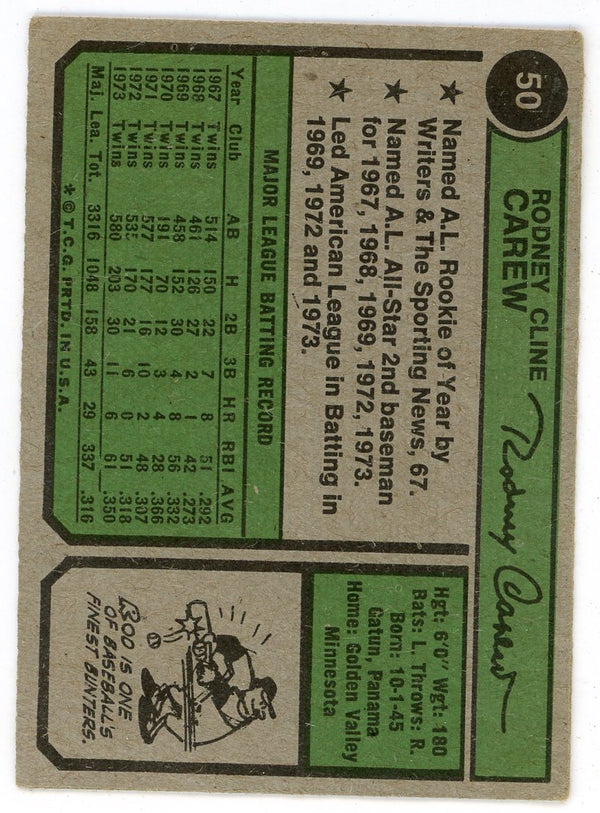 50
RODNEY CLINE
CAREW
Rodney Carew
★ Named A.L. Rookie of Year by
Writers & The Sporting News, 67.
★ Named A.L. All-Star 2nd baseman
for 1967, 1968, 1969, 1972, 1973.
★ Led American League in Batting in
1969, 1972 and 1973.
Hgt: 6'0" Wgt: 180
Bats: L. Throws: R.
Born: 10-1-45
Gatun, Panama
Home: Golden Valley
Minnesota
MAJOR LEAGUE BATTING RECORD
Year Club AB H 2B 3B HR RBI AVG
1967 Twins 514 150 22 7 8 51 .292
1968 Twins 461 126 27 2 1 42 .273
1969 Twins 458 152 30 4 8 56 .332
1970 Twins 191 70 12 3 4 28 .366
1971 Twins 577 177 16 10 2 48 .307
1972 Twins 535 170 21 6 0 51 .318
1973 Twins 580 203 30 11 6 61 .350
Maj. Lea. Tot. 3316 1048 158 43 29 337 .316
* © T.C.G. PRTD. IN U.S.A.
ROD IS ONE
OF BASEBALL'S
FINEST BUNTERS.